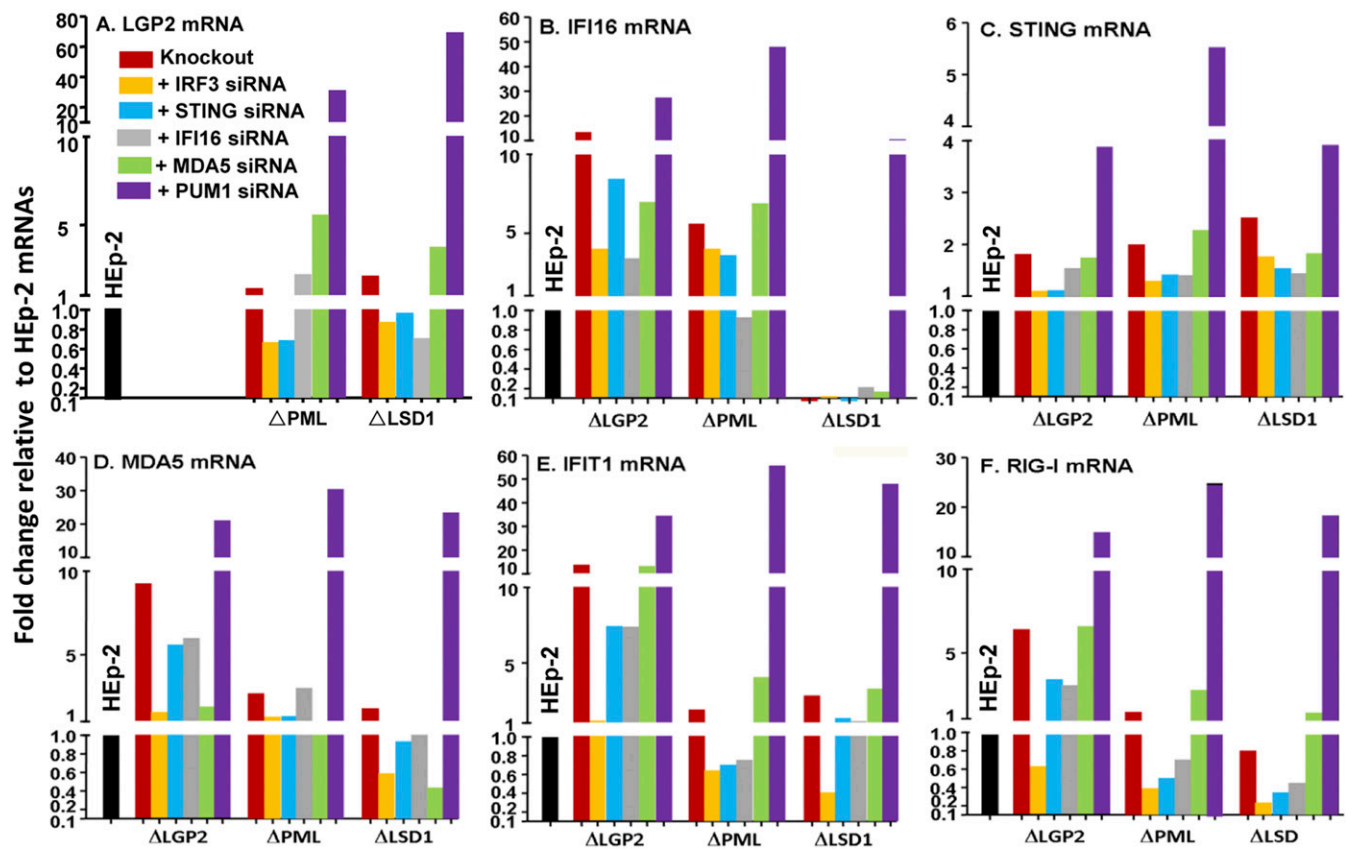 Fold change relative to HEp-2 mRNAs
A. LGP2 mRNA
Knockout
+ IRF3 siRNA
+ STING siRNA
+ IFI16 siRNA
+ MDA5 siRNA
+ PUM1 siRNA
80
70
60
40
30
20
10
10
5
1
1.0
0.8
0.6
0.4
0.2
0.1
HEp-2
△PML
△LSD1
B. IFI16 mRNA
60
50
40
30
20
10
10
5
1
1.0
0.8
0.6
0.4
0.2
0.1
HEp-2
ΔLGP2
ΔPML
ΔLSD1
C. STING mRNA
6
5
4
4
3
2
1
1.0
0.8
0.6
0.4
0.2
0.1
HEp-2
ΔLGP2
ΔPML
ΔLSD1
D. MDA5 mRNA
40
30
20
10
10
5
1
1.0
0.8
0.6
0.4
0.2
0.1
HEp-2
ΔLGP2
ΔPML
ΔLSD1
E. IFIT1 mRNA
60
50
40
30
20
10
10
5
1
1.0
0.8
0.6
0.4
0.2
0.1
HEp-2
ΔLGP2
ΔPML
ΔLSD1
F. RIG-I mRNA
30
20
10
10
5
1
1.0
0.8
0.6
0.4
0.2
0.1
HEp-2
ΔLGP2
ΔPML
ΔLSD